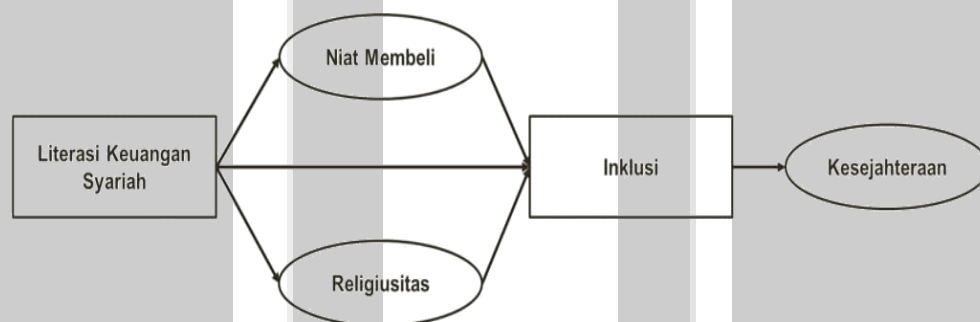 Niat Membeli
Literasi Keuangan
Syariah
Inklusi
Kesejahteraan
Religiusitas